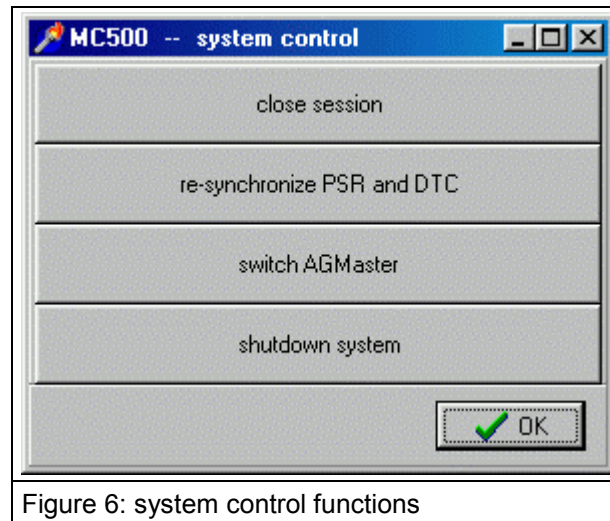 MC500 -- system control
close session
re-synchronize PSR and DTC
switch AGMaster
shutdown system
OK
Figure 6: system control functions